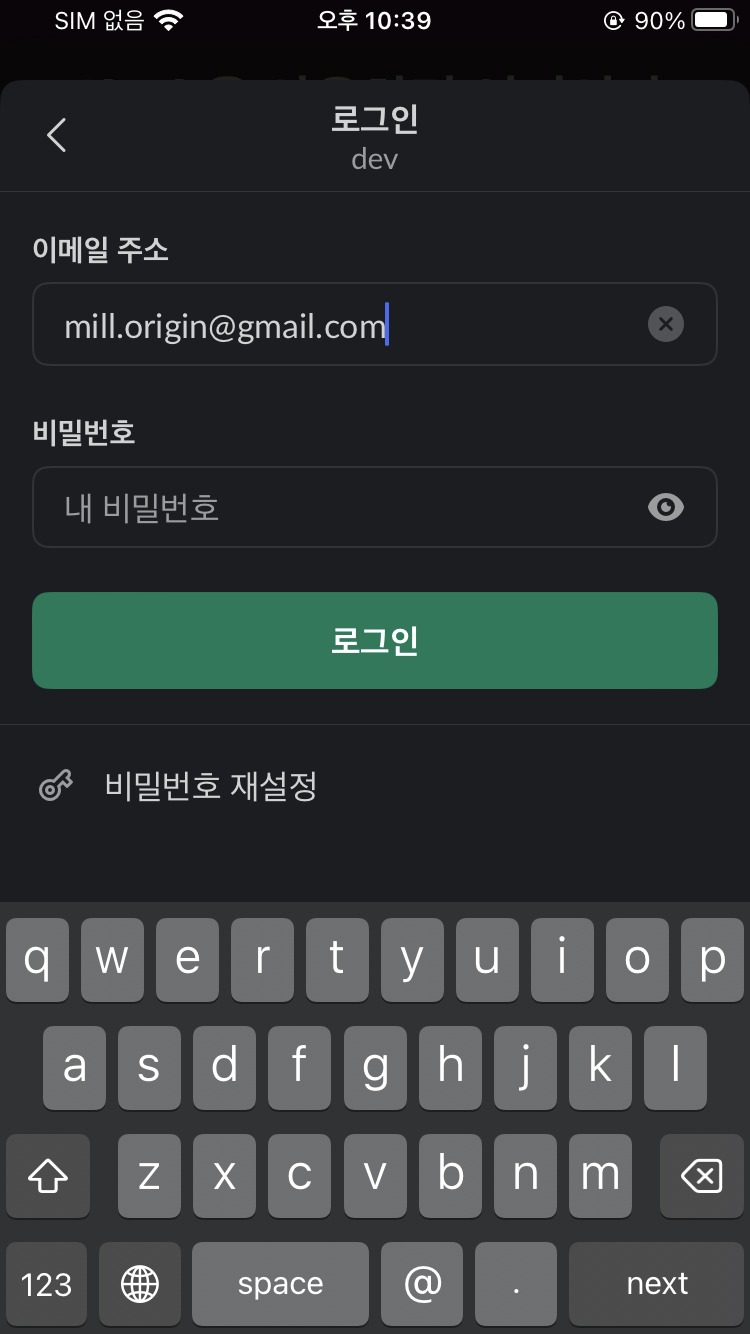 SIM 없음 오후 10:39 90%
로그인
dev
이메일 주소
mill.origin@gmail.com
비밀번호
내 비밀번호
로그인
비밀번호 재설정
q w e r t y u i o p
a s d f g h j k l
z x c v b n m
123 space @ . next